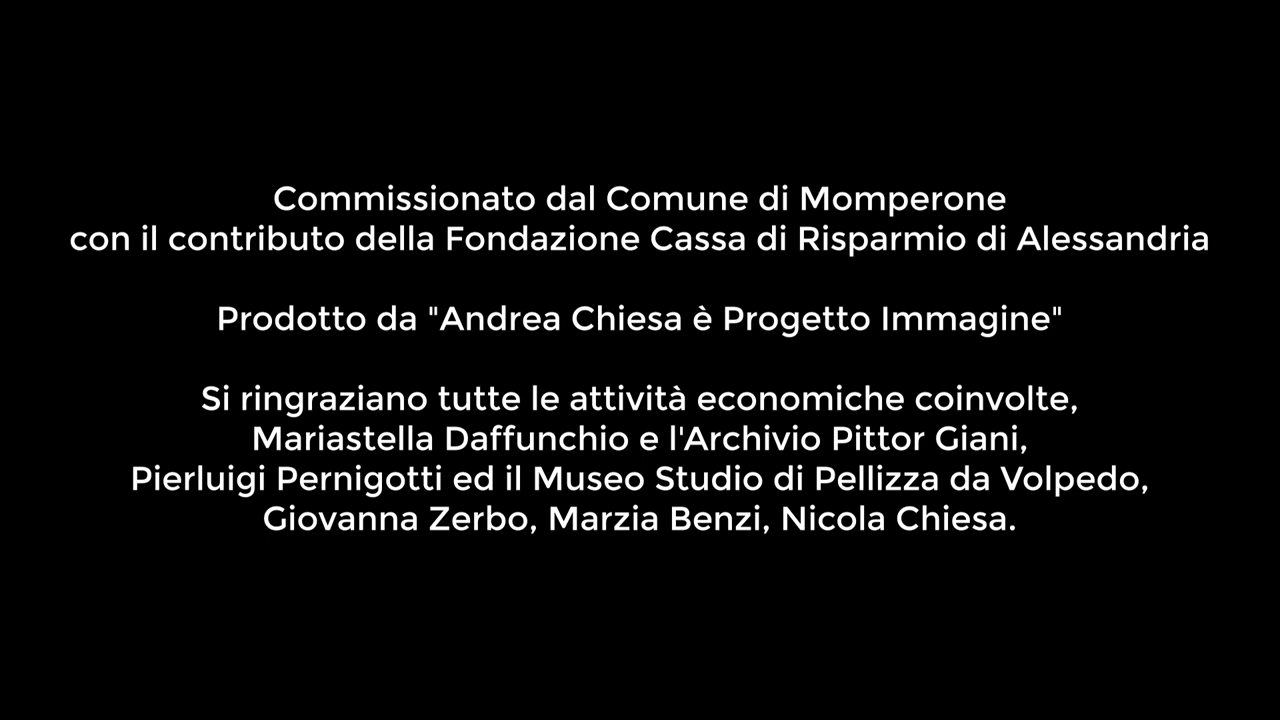 Commissionato dal Comune di Momperone
con il contributo della Fondazione Cassa di Risparmio di Alessandria
Prodotto da "Andrea Chiesa è Progetto Immagine"
Si ringraziano tutte le attività economiche coinvolte,
Mariastella Daffunchio e l'Archivio Pittor Giani,
Pierluigi Pernigotti ed il Museo Studio di Pellizza da Volpedo,
Giovanna Zerbo, Marzia Benzi, Nicola Chiesa.